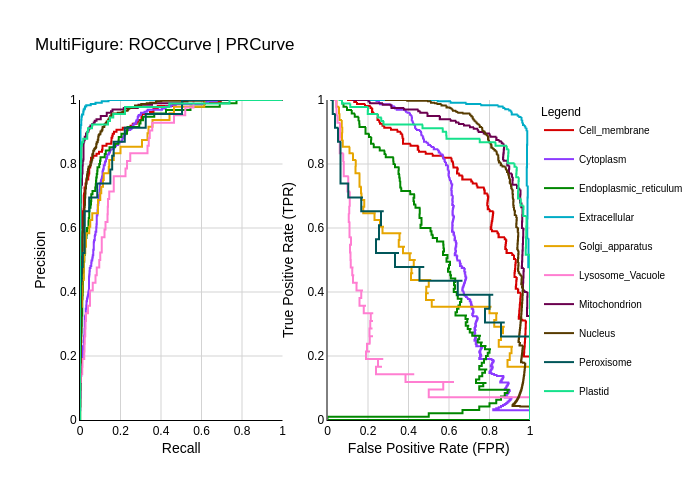 MultiFigure: ROCCurve | PRCurve
Precision
1
0.8
0.6
0.4
0.2
0
0 0.2 0.4 0.6 0.8 1
Recall
True Positive Rate (TPR)
1
0.8
0.6
0.4
0.2
0
0 0.2 0.4 0.6 0.8 1
False Positive Rate (FPR)
Legend
Cell_membrane
Cytoplasm
Endoplasmic_reticulum
Extracellular
Golgi_apparatus
Lysosome_Vacuole
Mitochondrion
Nucleus
Peroxisome
Plastid